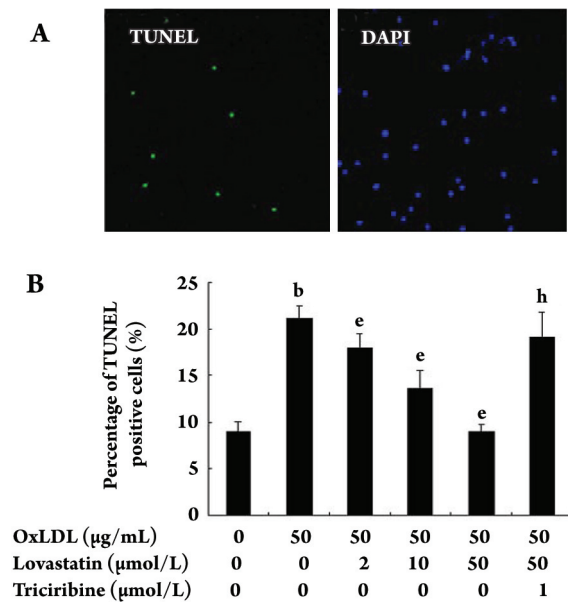 A
TUNEL
DAPI
B
Percentage of TUNEL
positive cells (%)
25
20
15
10
5
0
b
e
e
e
h
OxLDL (μg/mL) 0 50 50 50 50 50
Lovastatin (μmol/L) 0 0 2 10 50 50
Triciribine (μmol/L) 0 0 0 0 0 1